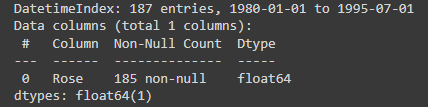 DatetimeIndex: 187 entries, 1980-01-01 to 1995-07-01
Data columns (total 1 columns):
 #   Column  Non-Null Count  Dtype
---  ------  --------------  -----
 0   Rose    185 non-null    float64
dtypes: float64(1)